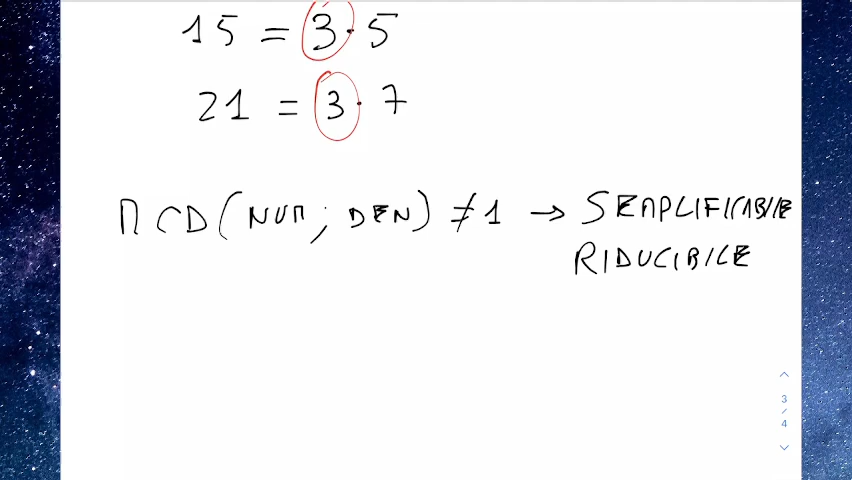 15 = 3 · 5
21 = 3 · 7
MCD(NUM; DEN) ≠ 1 → SEMPLIFICABILE
RIDUCIBILE
3
/
4